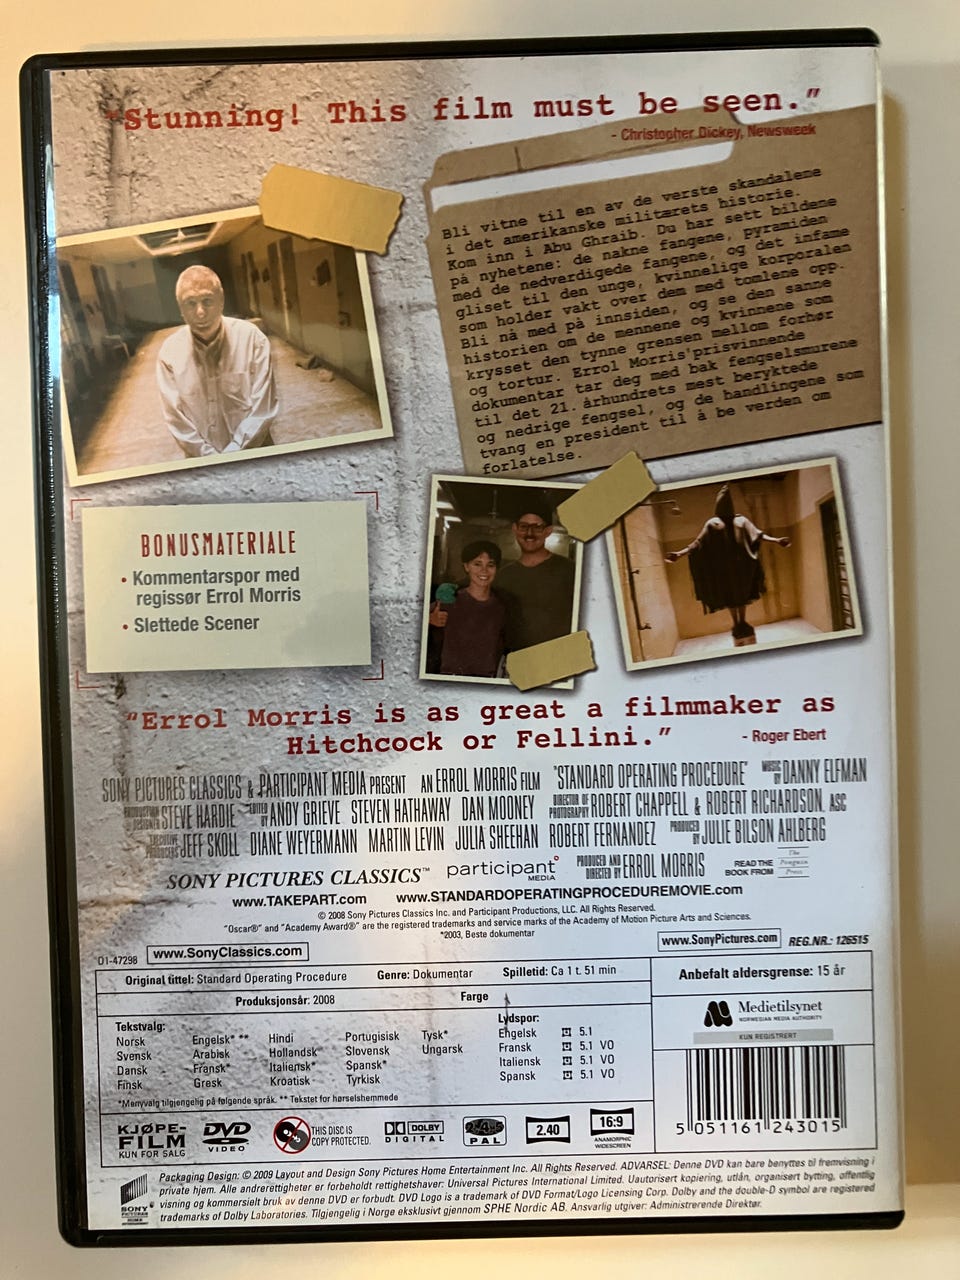 "Stunning! This film must be seen."
- Christopher Dickey, Newsweek
Bli vitne til en av de verste skandalene
i det amerikanske militærets historie.
Kom inn i Abu Ghraib. Du har sett bildene
på nyhetene: de nakne fangene, pyramiden
med de nedverdigede fangene, og det infame
gliset til den unge, kvinnelige korporalen
som holder vakt over dem med tomlene opp.
Bli nå med på innsiden, og se den sanne
historien om de mennene og kvinnene som
krysset den tynne grensen mellom forhør
og tortur. Errol Morris'prisvinnende
dokumentar tar deg med bak fengselsmurene
til det 21. århundrets mest beryktede
og nedrige fengsel, og de handlingene som
tvang en president til å be verden om
forlatelse.
BONUSMATERIALE
• Kommentarspor med
regissør Errol Morris
• Slettede Scener
"Errol Morris is as great a filmmaker as
Hitchcock or Fellini."
- Roger Ebert
SONY PICTURES CLASSICS & PARTICIPANT MEDIA PRESENT AN ERROL MORRIS FILM "STANDARD OPERATING PROCEDURE" MUSIC BY DANNY ELFMAN
PRODUCTION DESIGNER STEVE HARDIE EDITED BY ANDY GRIEVE STEVEN HATHAWAY DAN MOONEY DIRECTOR OF PHOTOGRAPHY ROBERT CHAPPELL & ROBERT RICHARDSON, ASC
EXECUTIVE PRODUCERS JEFF SKOLL DIANE WEYERMANN MARTIN LEVIN JULIA SHEEHAN ROBERT FERNANDEZ PRODUCED BY JULIE BILSON AHLBERG
SONY PICTURES CLASSICS™ participant MEDIA PRODUCED AND DIRECTED BY ERROL MORRIS READ THE BOOK FROM The Penguin Press
www.TAKEPART.com www.STANDARDOPERATINGPROCEDUREMOVIE.com
© 2008 Sony Pictures Classics Inc. and Participant Productions, LLC. All Rights Reserved.
"Oscar®" and "Academy Award®" are the registered trademarks and service marks of the Academy of Motion Picture Arts and Sciences.
*2003, Beste dokumentar
01-47298 www.SonyClassics.com www.SonyPictures.com REG.NR.: 126515
Original tittel: Standard Operating Procedure Genre: Dokumentar Spilletid: Ca 1 t. 51 min
Anbefalt aldersgrense: 15 år
Produksjonsår: 2008 Farge
Medietilsynet
NORWEGIAN MEDIA AUTHORITY
KUN REGISTRERT
Tekstvalg:
Norsk Engelsk* ** Hindi Portugisisk Tysk*
Svensk Arabisk Hollandsk Slovensk Ungarsk
Dansk Fransk* Italiensk* Spansk*
Finsk Gresk Kroatisk Tyrkisk
*Menyvalg tilgjengelig på følgende språk. ** Tekstet for hørselshemmede
Lydspor:
Engelsk 5.1
Fransk 5.1 VO
Italiensk 5.1 VO
Spansk 5.1 VO
5 051161 243015
KJØPE-
FILM
KUN FOR SALG
DVD
VIDEO
THIS DISC IS
COPY PROTECTED.
DOLBY
DIGITAL
2·4·5
PAL
2.40
16:9
ANAMORPHIC
WIDESCREEN
SONY
PICTURES
HOME
ENTERTAINMENT
Packaging Design: © 2009 Layout and Design Sony Pictures Home Entertainment Inc. All Rights Reserved. ADVARSEL: Denne DVD kan bare benyttes til fremvisning i
private hjem. Alle andrerettigheter er forbeholdt rettighetshaver: Universal Pictures International Limited. Uautorisert kopiering, utlån, organisert bytting, offentlig
visning og kommersielt bruk av denne DVD er forbudt. DVD Logo is a trademark of DVD Format/Logo Licensing Corp. Dolby and the double-D symbol are registered
trademarks of Dolby Laboratories. Tilgjengelig i Norge eksklusivt gjennom SPHE Nordic AB. Ansvarlig utgiver: Administrerende Direktør.